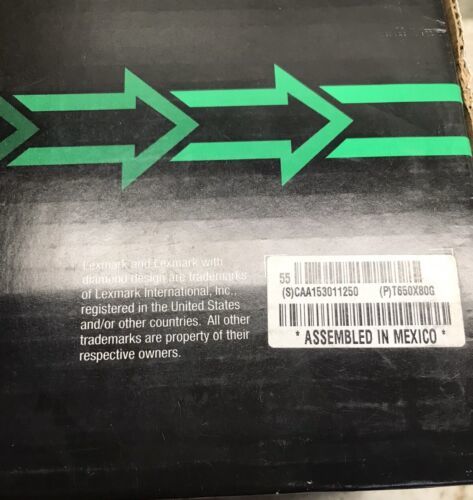 Lexmark and Lexmark with
diamond design are trademarks
of Lexmark International, Inc.,
registered in the United States
and/or other countries. All other
trademarks are property of their
respective owners.
55
(S)CAA153011250 (P)T650X80G
* ASSEMBLED IN MEXICO *